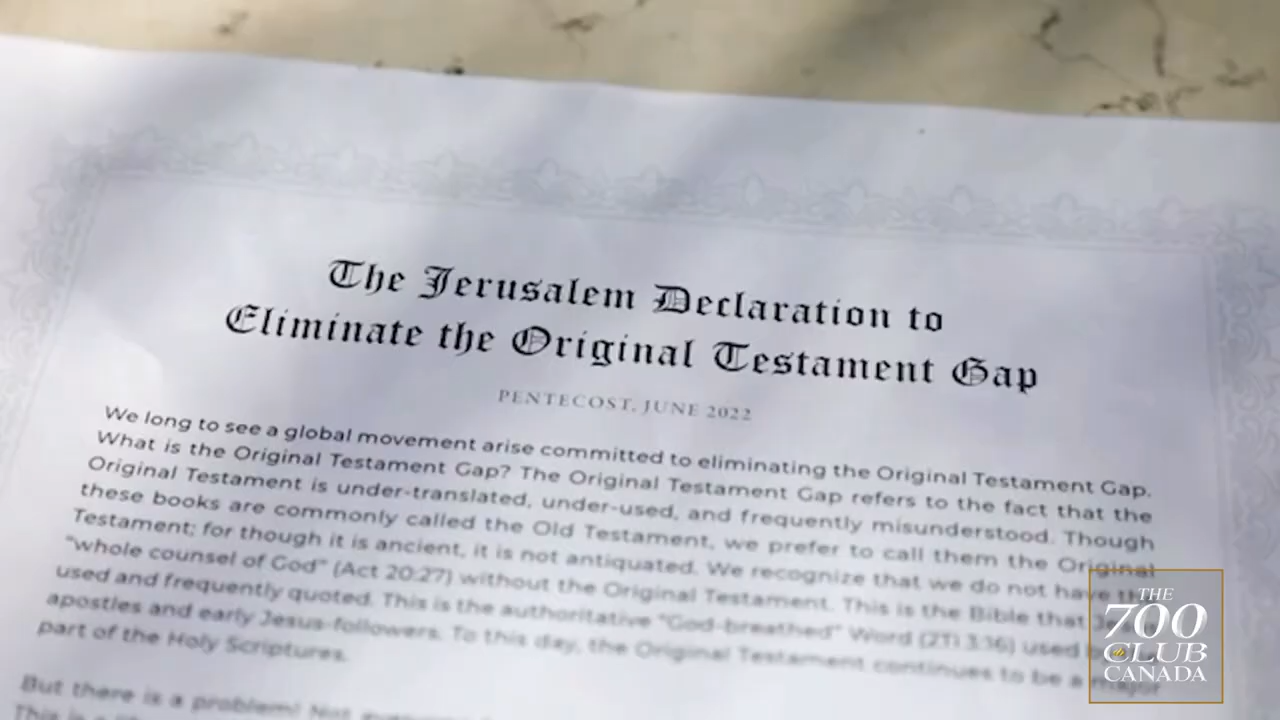 The Jerusalem Declaration to
Eliminate the Original Testament Gap
PENTECOST, JUNE 2022
We long to see a global movement arise committed to eliminating the Original Testament Gap.
What is the Original Testament Gap? The Original Testament Gap refers to the fact that the
Original Testament is under-translated, under-used, and frequently misunderstood. Though
these books are commonly called the Old Testament, we prefer to call them the Original
Testament; for though it is ancient, it is not antiquated. We recognize that we do not have the
"whole counsel of God" (Act 20:27) without the Original Testament. This is the Bible that Jesus
used and frequently quoted. This is the authoritative "God-breathed" Word (2Ti 3:16) used by
apostles and early Jesus-followers. To this day, the Original Testament continues to be a major
part of the Holy Scriptures.
But there is a problem! Not
This is a
THE
700
CLUB
CANADA